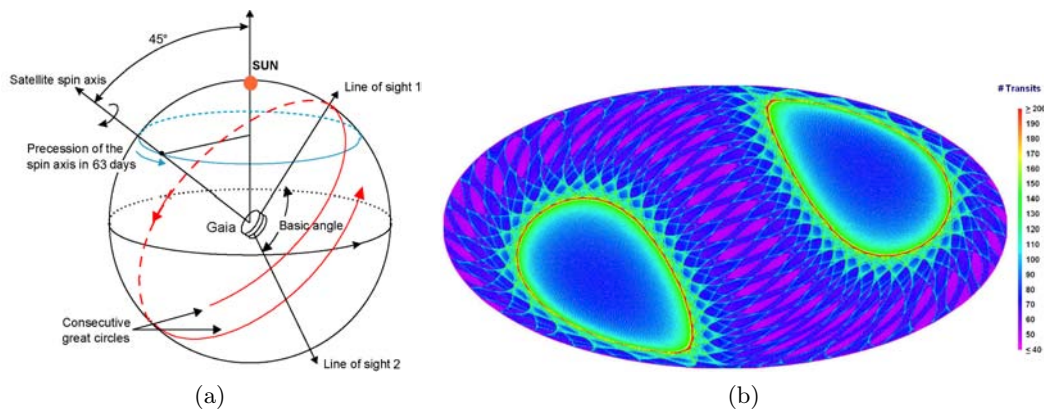 45°
SUN
Satellite spin axis
Line of sight 1
Precession of the
spin axis in 63 days
Gaia
Basic angle
Consecutive
great circles
Line of sight 2
(a)
# Transits
≥ 200
190
180
170
160
150
140
130
120
110
100
90
80
70
60
50
≤ 40
(b)